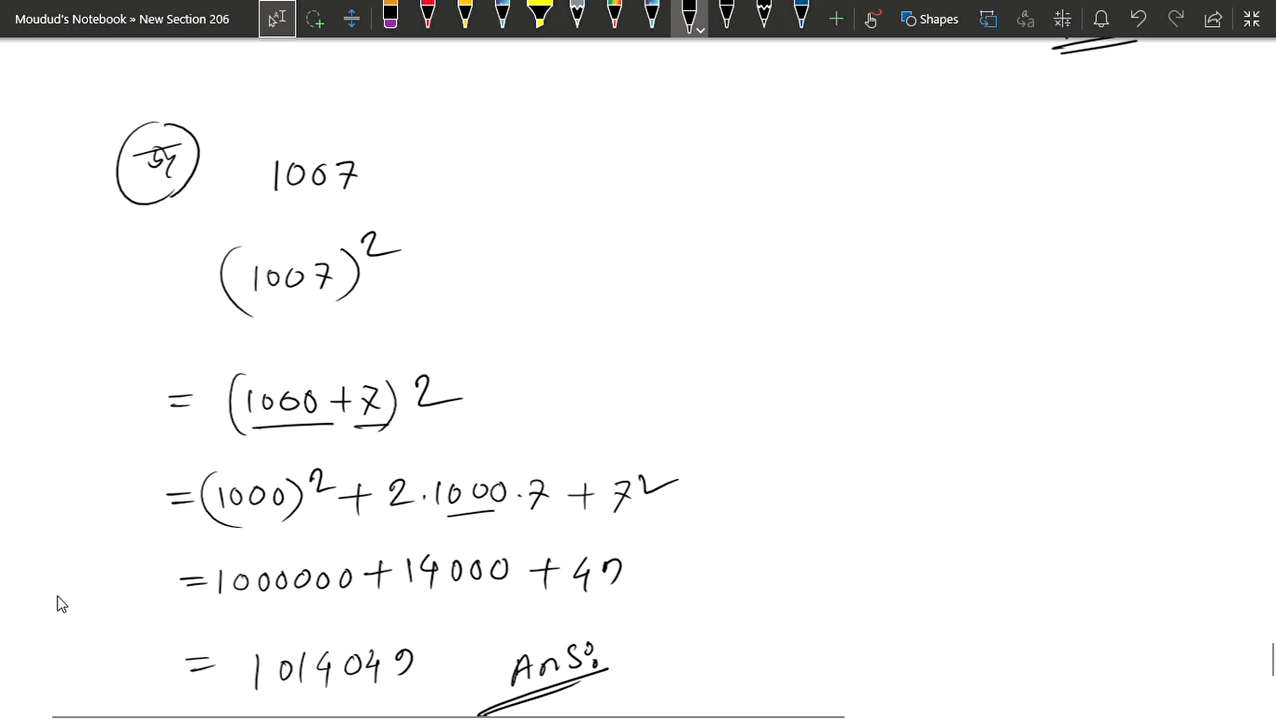 Moudud's Notebook » New Section 206
Shapes
জ 1007
(1007)²
= (1000 + 7)²
= (1000)² + 2·1000·7 + 7²
= 1000000 + 14000 + 49
= 1014049 Ans: